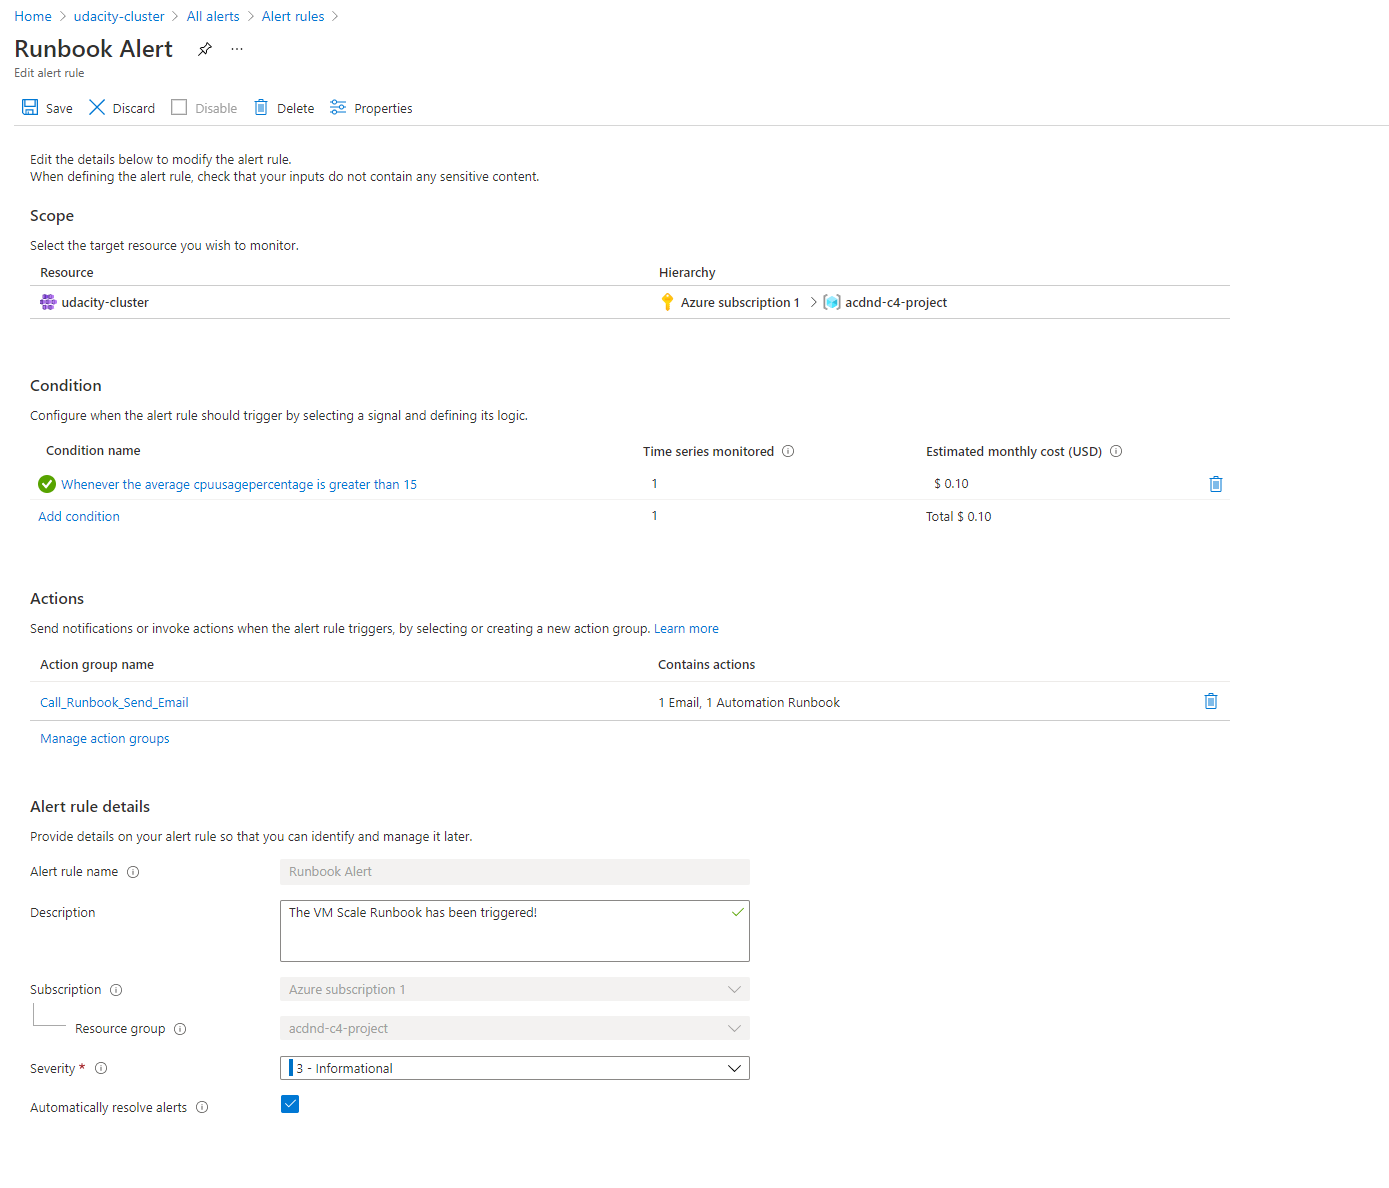 Home > udacity-cluster > All alerts > Alert rules >
Runbook Alert ...
Edit alert rule
Save Discard Disable Delete Properties
Edit the details below to modify the alert rule.
When defining the alert rule, check that your inputs do not contain any sensitive content.
Scope
Select the target resource you wish to monitor.
Resource Hierarchy
udacity-cluster Azure subscription 1 > acdnd-c4-project
Condition
Configure when the alert rule should trigger by selecting a signal and defining its logic.
Condition name Time series monitored Estimated monthly cost (USD)
Whenever the average cpuusagepercentage is greater than 15 1 $ 0.10
Add condition 1 Total $ 0.10
Actions
Send notifications or invoke actions when the alert rule triggers, by selecting or creating a new action group. Learn more
Action group name Contains actions
Call_Runbook_Send_Email 1 Email, 1 Automation Runbook
Manage action groups
Alert rule details
Provide details on your alert rule so that you can identify and manage it later.
Alert rule name Runbook Alert
Description The VM Scale Runbook has been triggered!
Subscription Azure subscription 1
Resource group acdnd-c4-project
Severity * 3 - Informational
Automatically resolve alerts